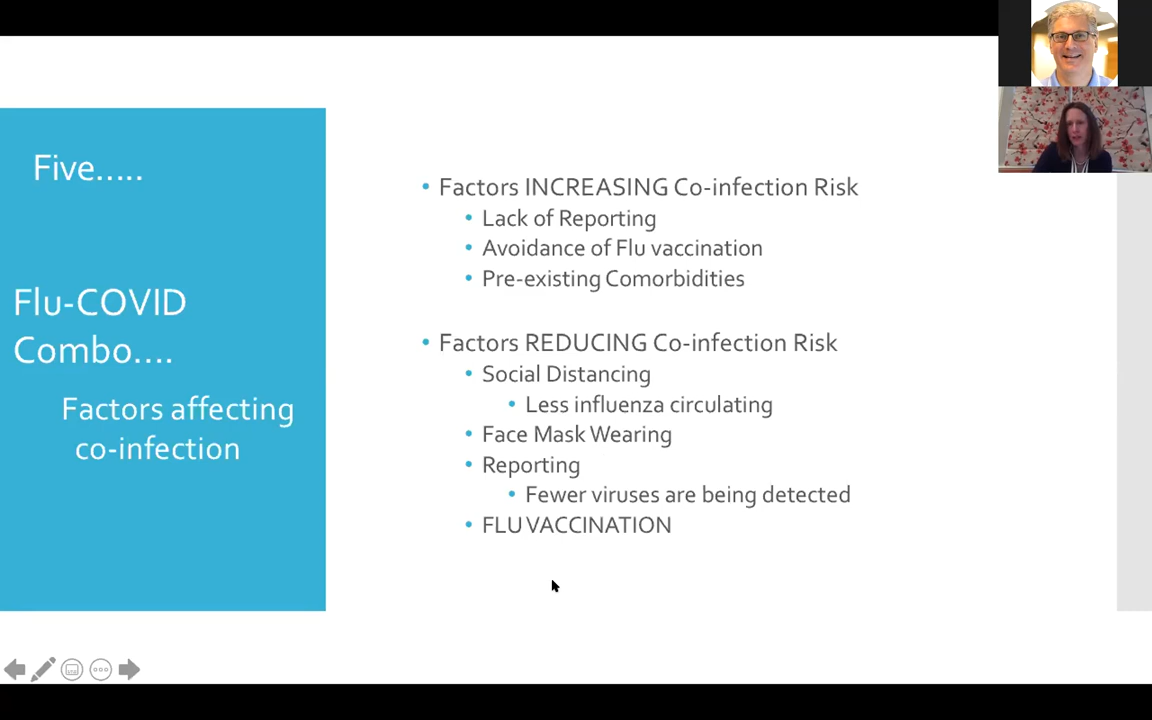 Five.....
Flu-COVID
Combo....
Factors affecting
co-infection
Factors INCREASING Co-infection Risk
Lack of Reporting
Avoidance of Flu vaccination
Pre-existing Comorbidities
Factors REDUCING Co-infection Risk
Social Distancing
Less influenza circulating
Face Mask Wearing
Reporting
Fewer viruses are being detected
FLU VACCINATION